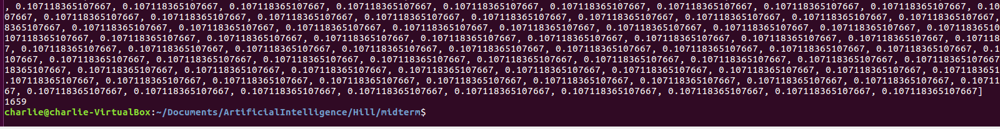 , 0.107118365107667, 0.107118365107667, 0.107118365107667, 0.107118365107667, 0.107118365107667, 0.107118365107667, 0.107118365107667, 0.107118365107667, 0.107118365107667, 0.10
07667, 0.107118365107667, 0.107118365107667, 0.107118365107667, 0.107118365107667, 0.107118365107667, 0.107118365107667, 0.107118365107667, 0.107118365107667, 0.107118365107667,
8365107667, 0.107118365107667, 0.107118365107667, 0.107118365107667, 0.107118365107667, 0.107118365107667, 0.107118365107667, 0.107118365107667, 0.107118365107667, 0.10711836510
107118365107667, 0.107118365107667, 0.107118365107667, 0.107118365107667, 0.107118365107667, 0.107118365107667, 0.107118365107667, 0.107118365107667, 0.107118365107667, 0.107118
7, 0.107118365107667, 0.107118365107667, 0.107118365107667, 0.107118365107667, 0.107118365107667, 0.107118365107667, 0.107118365107667, 0.107118365107667, 0.107118365107667, 0.1
107667, 0.107118365107667, 0.107118365107667, 0.107118365107667, 0.107118365107667, 0.107118365107667, 0.107118365107667, 0.107118365107667, 0.107118365107667, 0.107118365107667
18365107667, 0.107118365107667, 0.107118365107667, 0.107118365107667, 0.107118365107667, 0.107118365107667, 0.107118365107667, 0.107118365107667, 0.107118365107667, 0.1071183651
.107118365107667, 0.107118365107667, 0.107118365107667, 0.107118365107667, 0.107118365107667, 0.107118365107667, 0.107118365107667, 0.107118365107667, 0.107118365107667, 0.10711
67, 0.107118365107667, 0.107118365107667, 0.107118365107667, 0.107118365107667, 0.107118365107667, 0.107118365107667, 0.107118365107667, 0.107118365107667, 0.107118365107667]
1659
charlie@charlie-VirtualBox:~/Documents/ArtificialIntelligence/Hill/midterm$